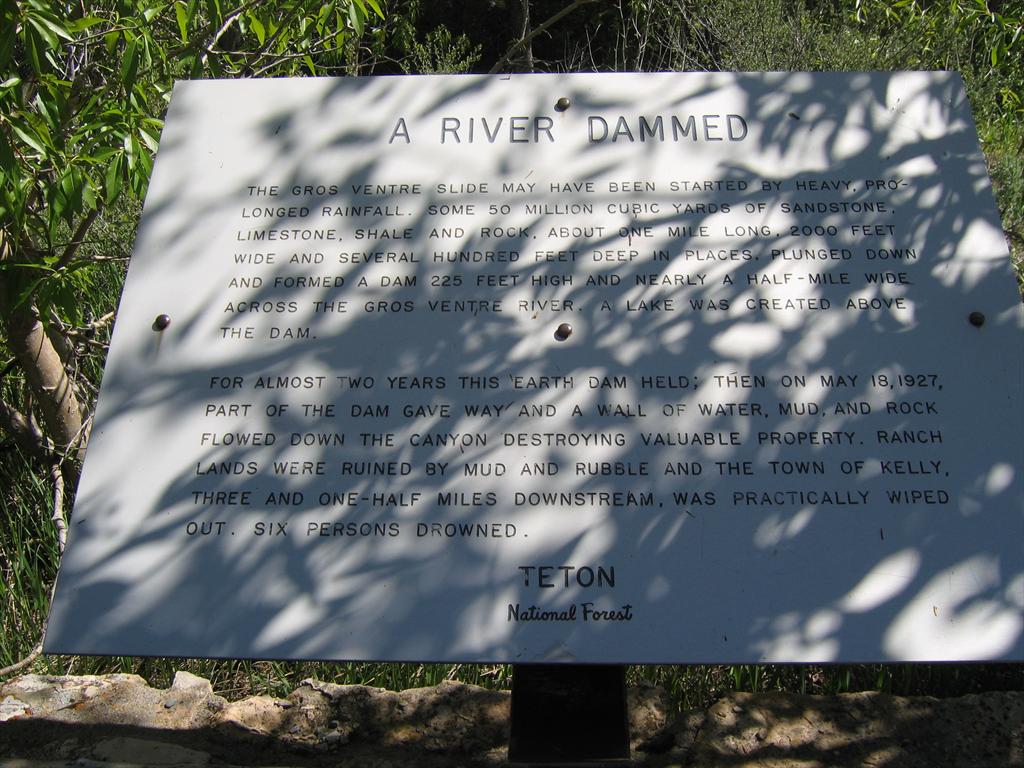 A RIVER DAMMED
THE GROS VENTRE SLIDE MAY HAVE BEEN STARTED BY HEAVY, PRO-
LONGED RAINFALL. SOME 50 MILLION CUBIC YARDS OF SANDSTONE,
LIMESTONE, SHALE AND ROCK, ABOUT ONE MILE LONG, 2000 FEET
WIDE AND SEVERAL HUNDRED FEET DEEP IN PLACES, PLUNGED DOWN
AND FORMED A DAM 225 FEET HIGH AND NEARLY A HALF-MILE WIDE
ACROSS THE GROS VENTRE RIVER. A LAKE WAS CREATED ABOVE
THE DAM.
FOR ALMOST TWO YEARS THIS EARTH DAM HELD; THEN ON MAY 18, 1927,
PART OF THE DAM GAVE WAY AND A WALL OF WATER, MUD, AND ROCK
FLOWED DOWN THE CANYON DESTROYING VALUABLE PROPERTY. RANCH
LANDS WERE RUINED BY MUD AND RUBBLE AND THE TOWN OF KELLY,
THREE AND ONE-HALF MILES DOWNSTREAM, WAS PRACTICALLY WIPED
OUT. SIX PERSONS DROWNED.
TETON
National Forest